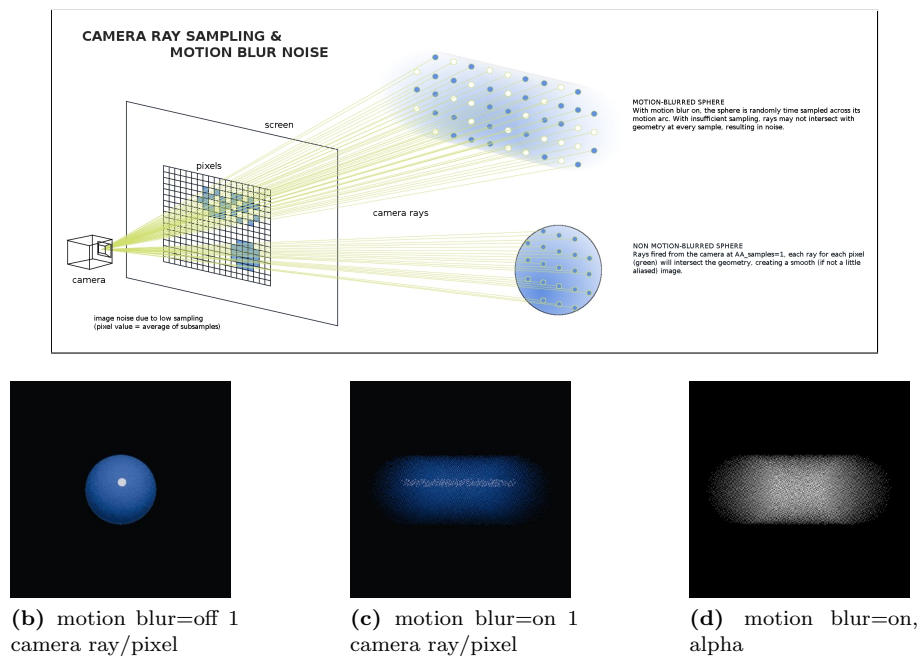 CAMERA RAY SAMPLING &
MOTION BLUR NOISE
MOTION-BLURRED SPHERE
With motion blur on, the sphere is randomly time sampled across its
motion arc. With insufficient sampling, rays may not intersect with
geometry at every sample, resulting in noise.
screen
pixels
camera rays
NON MOTION-BLURRED SPHERE
Rays fired from the camera at AA_samples=1, each ray for each pixel
(green) will intersect the geometry, creating a smooth (if not a little
aliased) image.
camera
image noise due to low sampling
(pixel value = average of subsamples)
(b) motion blur=off 1
camera ray/pixel
(c) motion blur=on 1
camera ray/pixel
(d) motion blur=on,
alpha